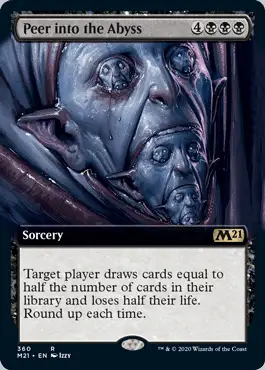 Peer into the Abyss 4
Sorcery M21
Target player draws cards equal to
half the number of cards in their
library and loses half their life.
Round up each time.
360 R
M21 • EN Izzy ™ & © 2020 Wizards of the Coast